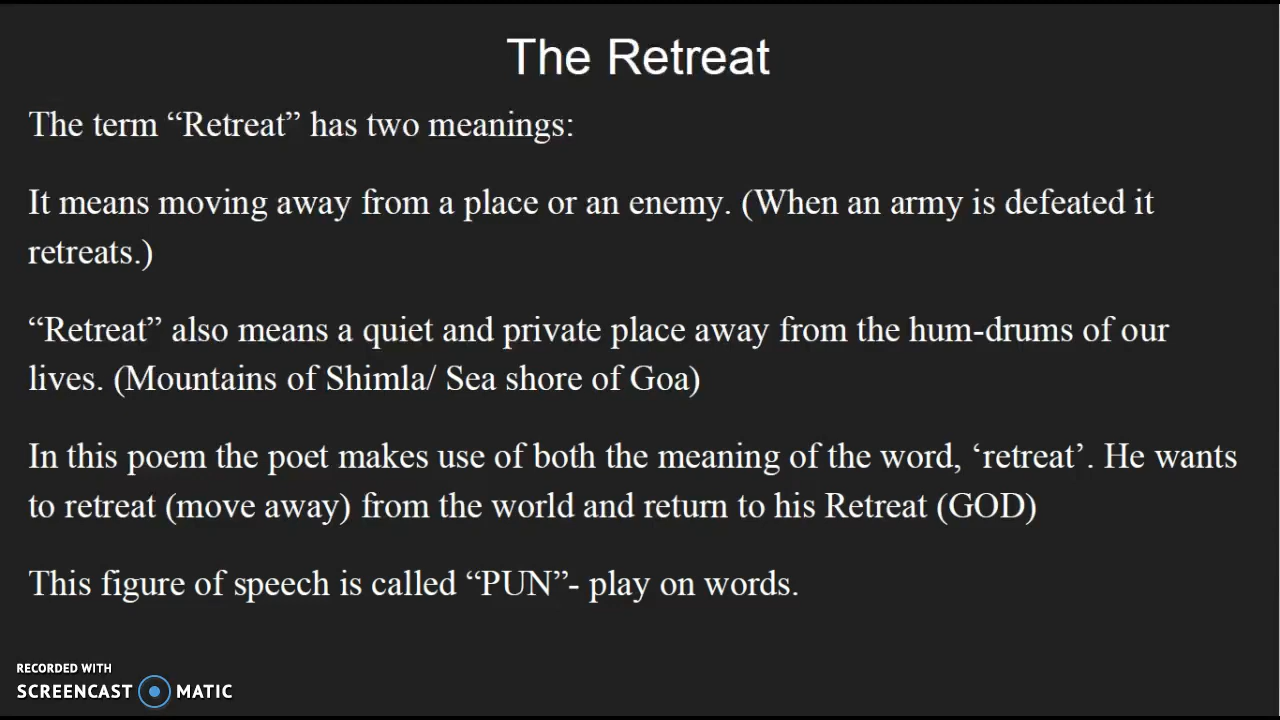 The Retreat
The term “Retreat” has two meanings:
It means moving away from a place or an enemy. (When an army is defeated it
retreats.)
“Retreat” also means a quiet and private place away from the hum-drums of our
lives. (Mountains of Shimla/ Sea shore of Goa)
In this poem the poet makes use of both the meaning of the word, ‘retreat’. He wants
to retreat (move away) from the world and return to his Retreat (GOD)
This figure of speech is called “PUN”- play on words.
RECORDED WITH
SCREENCAST MATIC